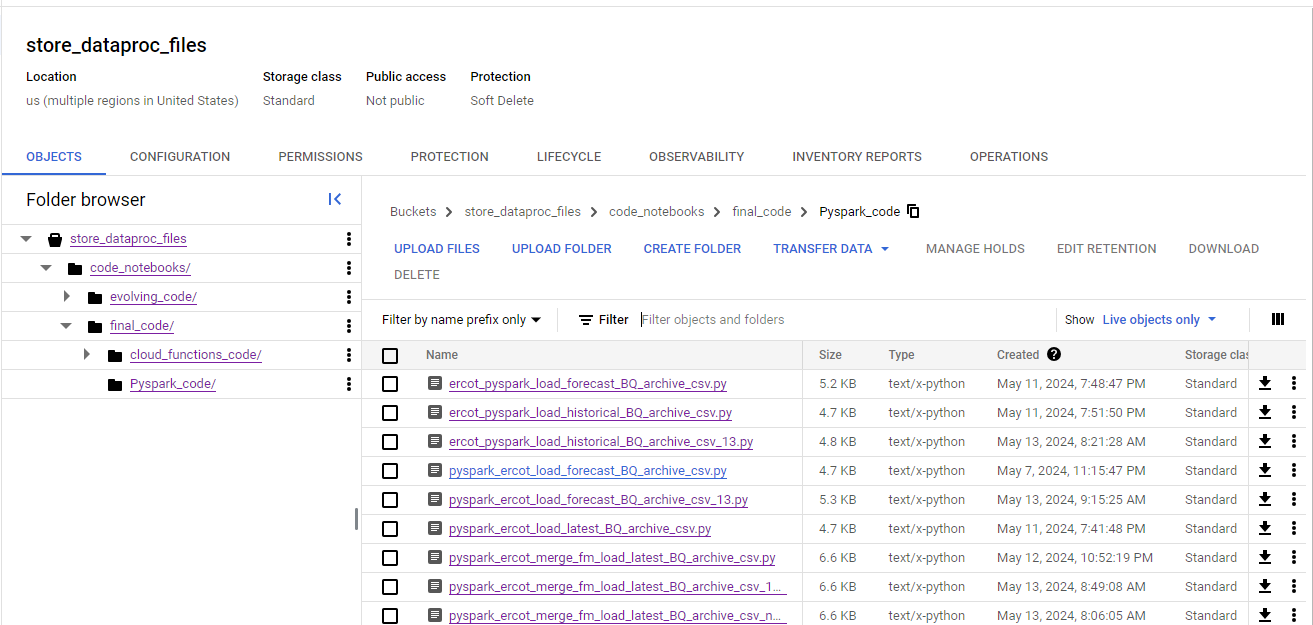 store_dataproc_files
Location Storage class Public access Protection
us (multiple regions in United States) Standard Not public Soft Delete
OBJECTS CONFIGURATION PERMISSIONS PROTECTION LIFECYCLE OBSERVABILITY INVENTORY REPORTS OPERATIONS
Folder browser
store_dataproc_files
code_notebooks/
evolving_code/
final_code/
cloud_functions_code/
Pyspark_code/
Buckets > store_dataproc_files > code_notebooks > final_code > Pyspark_code
UPLOAD FILES UPLOAD FOLDER CREATE FOLDER TRANSFER DATA MANAGE HOLDS EDIT RETENTION DOWNLOAD
DELETE
Filter by name prefix only Filter Filter objects and folders Show Live objects only
Name Size Type Created ? Storage clas
ercot_pyspark_load_forecast_BQ_archive_csv.py 5.2 KB text/x-python May 11, 2024, 7:48:47 PM Standard
ercot_pyspark_load_historical_BQ_archive_csv.py 4.7 KB text/x-python May 11, 2024, 7:51:50 PM Standard
ercot_pyspark_load_historical_BQ_archive_csv_13.py 4.8 KB text/x-python May 13, 2024, 8:21:28 AM Standard
pyspark_ercot_load_forecast_BQ_archive_csv.py 4.7 KB text/x-python May 7, 2024, 11:15:47 PM Standard
pyspark_ercot_load_forecast_BQ_archive_csv_13.py 5.3 KB text/x-python May 13, 2024, 9:15:25 AM Standard
pyspark_ercot_load_latest_BQ_archive_csv.py 4.7 KB text/x-python May 11, 2024, 7:41:48 PM Standard
pyspark_ercot_merge_fm_load_latest_BQ_archive_csv.py 6.6 KB text/x-python May 12, 2024, 10:52:19 PM Standard
pyspark_ercot_merge_fm_load_latest_BQ_archive_csv_1... 6.6 KB text/x-python May 13, 2024, 8:49:08 AM Standard
pyspark_ercot_merge_fm_load_latest_BQ_archive_csv_n... 6.6 KB text/x-python May 13, 2024, 8:06:05 AM Standard